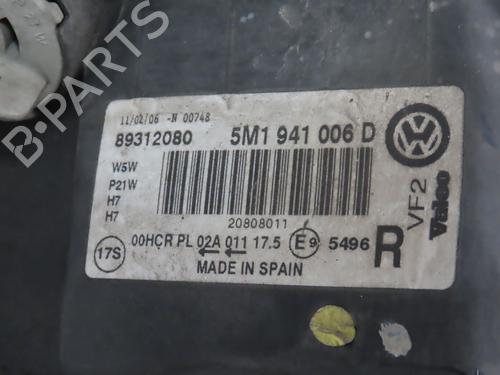 11/02/06 -N 00748
89312080 5M1 941 006 D
W5W
P21W
H7
H7
20808011
17S 00HCR PL 02A 011 17.5 E9 5496 R
MADE IN SPAIN
VF2
Valeo
VW